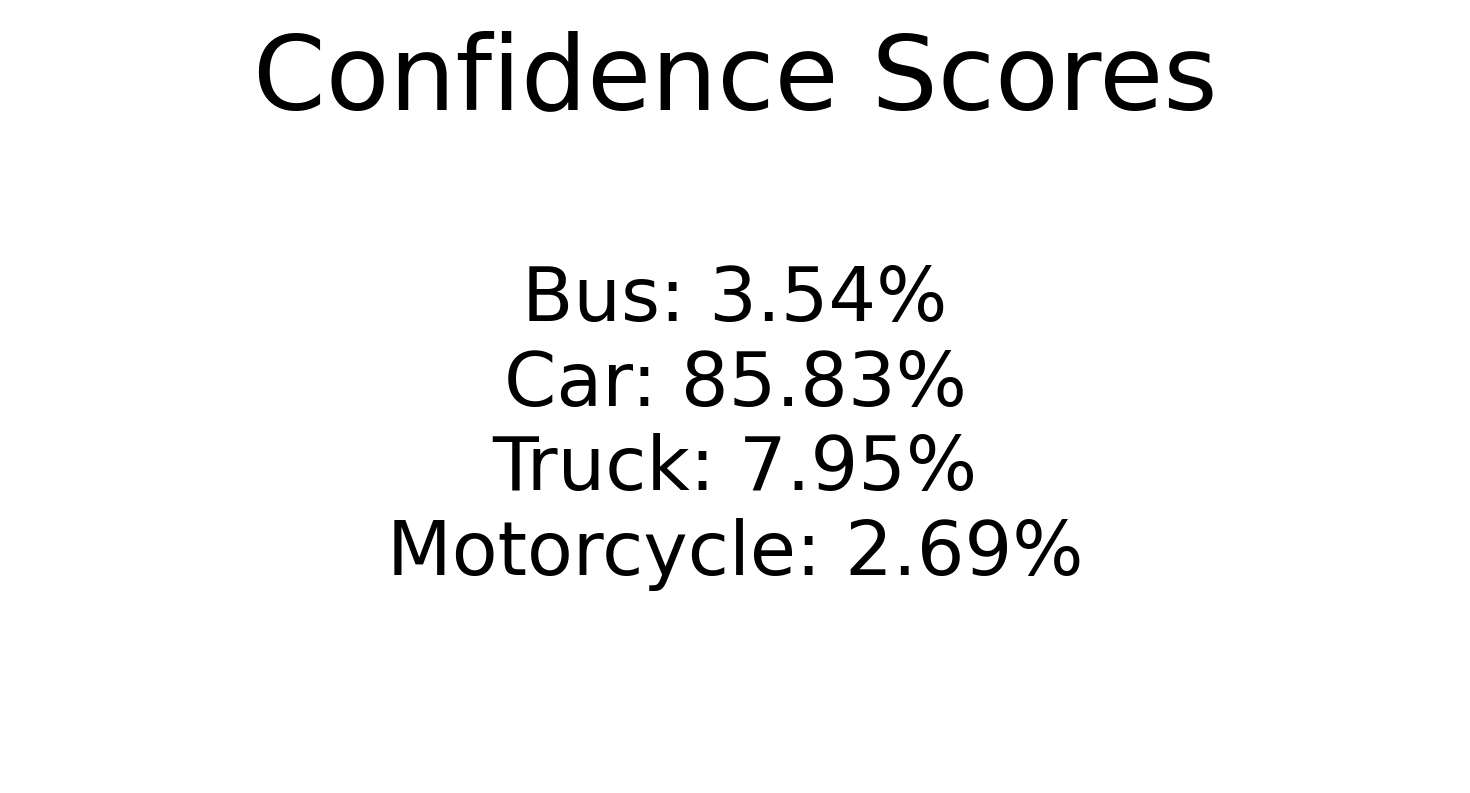 Confidence Scores
Bus: 3.54%
Car: 85.83%
Truck: 7.95%
Motorcycle: 2.69%